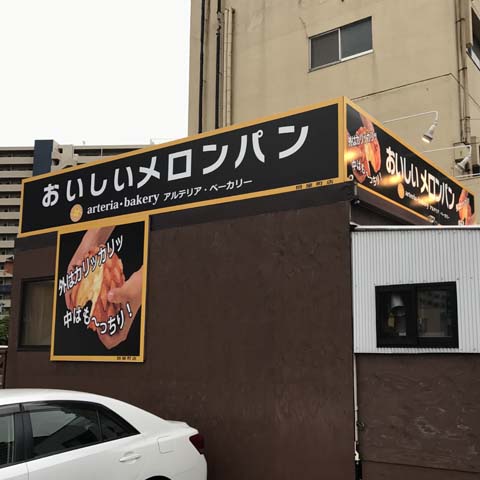 おいしいメロンパン
arteria・bakery アルテリア・ベーカリー
外はカリッカリッ
中はも〜っちり！
おいしいメロンパン